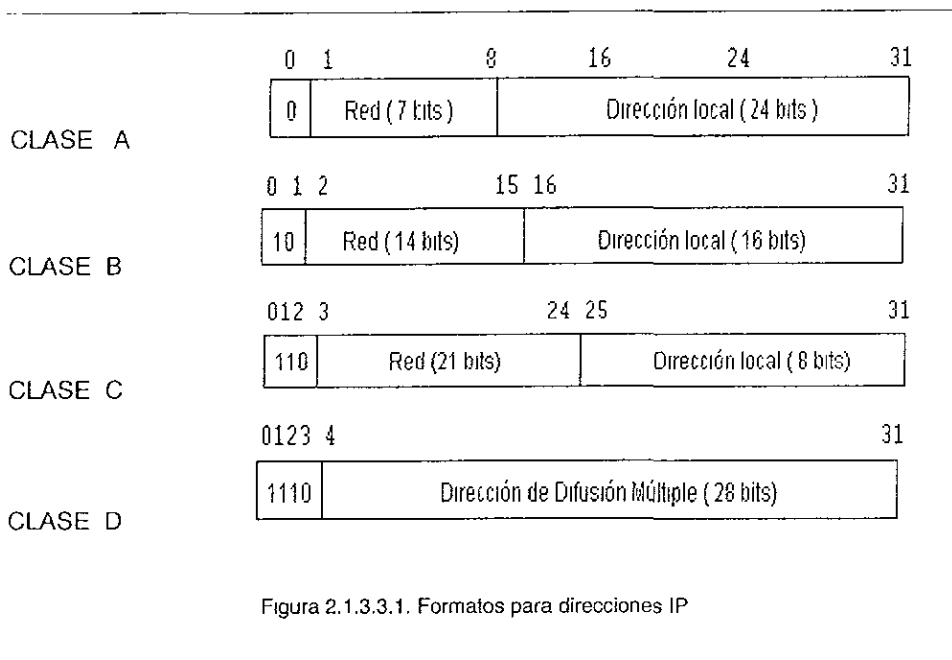 0 1 8 16 24 31
0 Red ( 7 bits ) Dirección local ( 24 bits )
CLASE A
0 1 2 15 16 31
10 Red ( 14 bits) Dirección local ( 16 bits)
CLASE B
012 3 24 25 31
110 Red (21 bits) Dirección local ( 8 bits)
CLASE C
0123 4 31
1110 Dirección de Difusión Múltiple ( 28 bits)
CLASE D
Figura 2.1.3.3.1. Formatos para direcciones IP